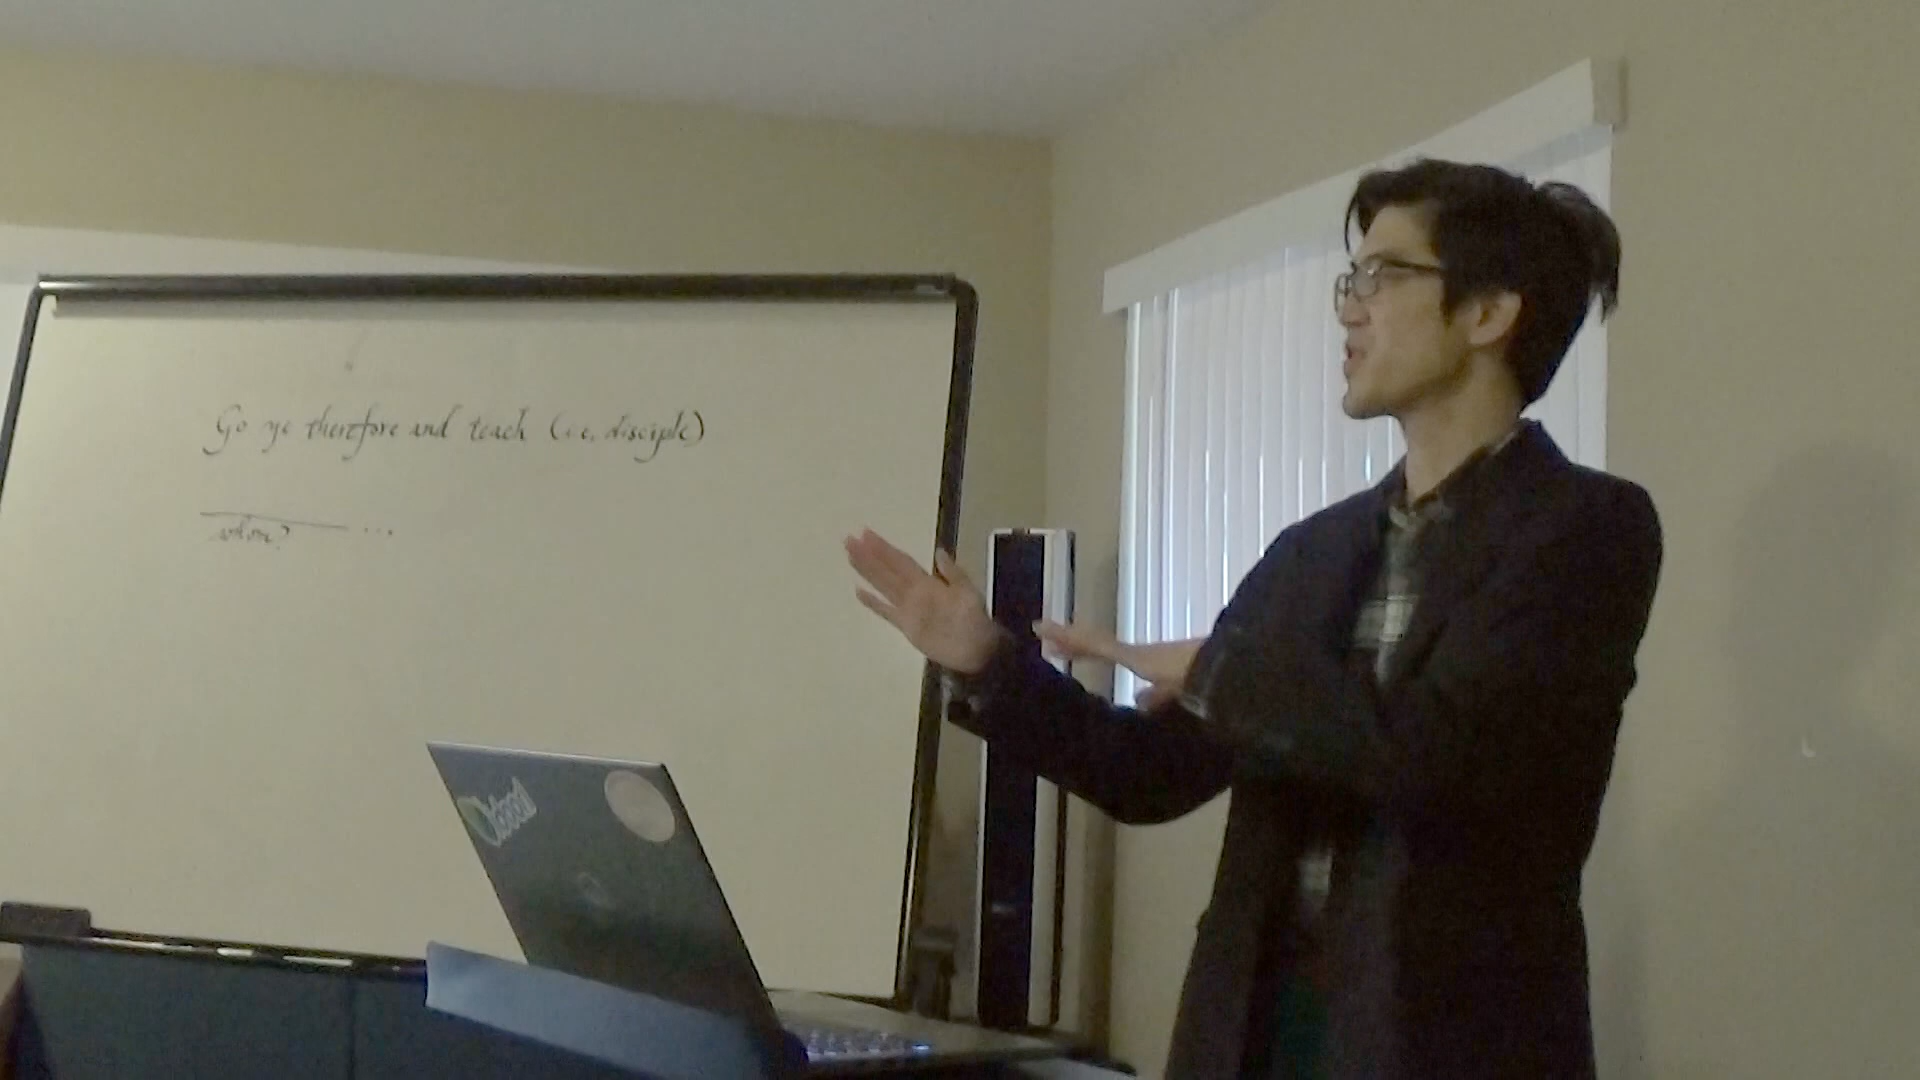 Go ye therefore and teach (i.e. disciple)
whom? ...